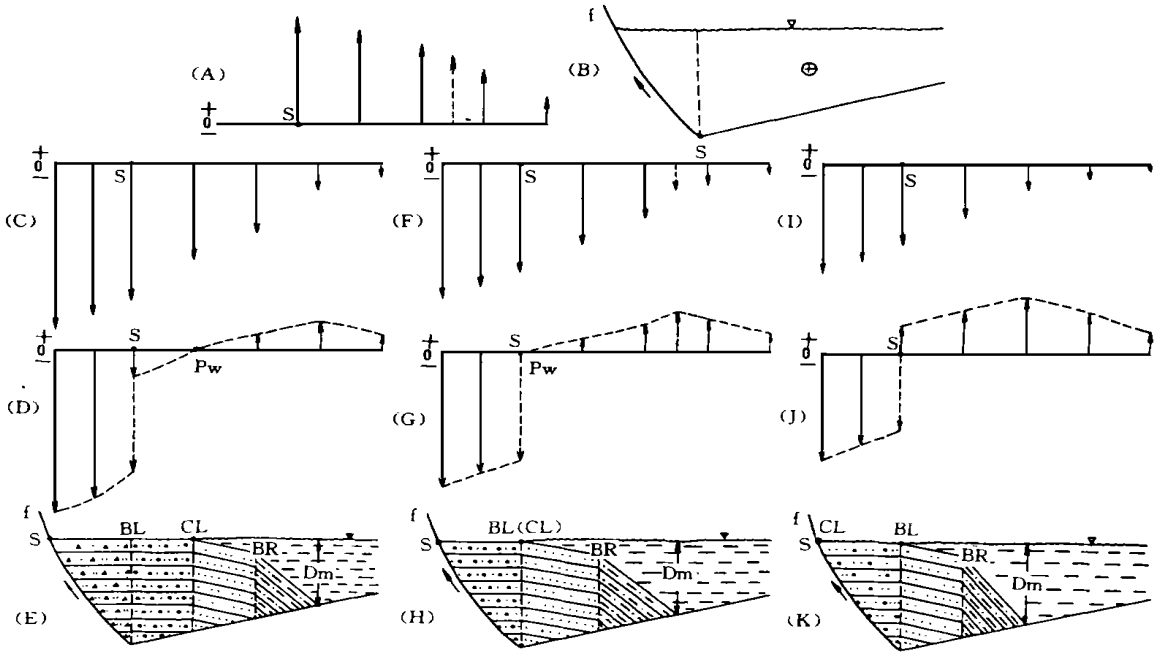 f
(A)
S
+
0
−
(B)
S
+
0
−
S
(C)
+
0
−
S
(F)
+
0
−
S
(I)
+
0
−
S
Pw
(D)
+
0
−
S
Pw
(G)
+
0
−
S
(J)
f
S
BL
CL
BR
Dm
(E)
f
S
BL(CL)
BR
Dm
(H)
f
S
CL
BL
BR
Dm
(K)